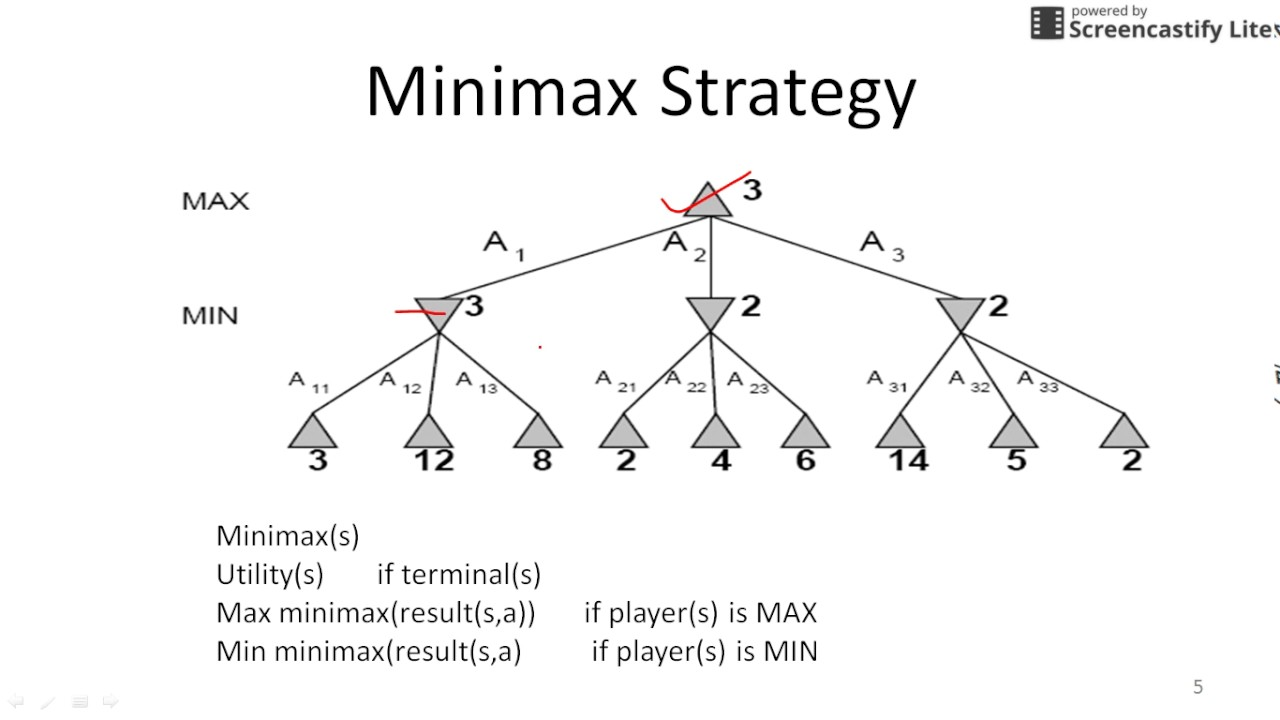 powered by
Screencastify Lite
Minimax Strategy
MAX
3
A 1
A 2
A 3
MIN
3
2
2
A 11
A 12
A 13
A 21
A 22
A 23
A 31
A 32
A 33
3
12
8
2
4
6
14
5
2
Minimax(s)
Utility(s) if terminal(s)
Max minimax(result(s,a)) if player(s) is MAX
Min minimax(result(s,a) if player(s) is MIN
5